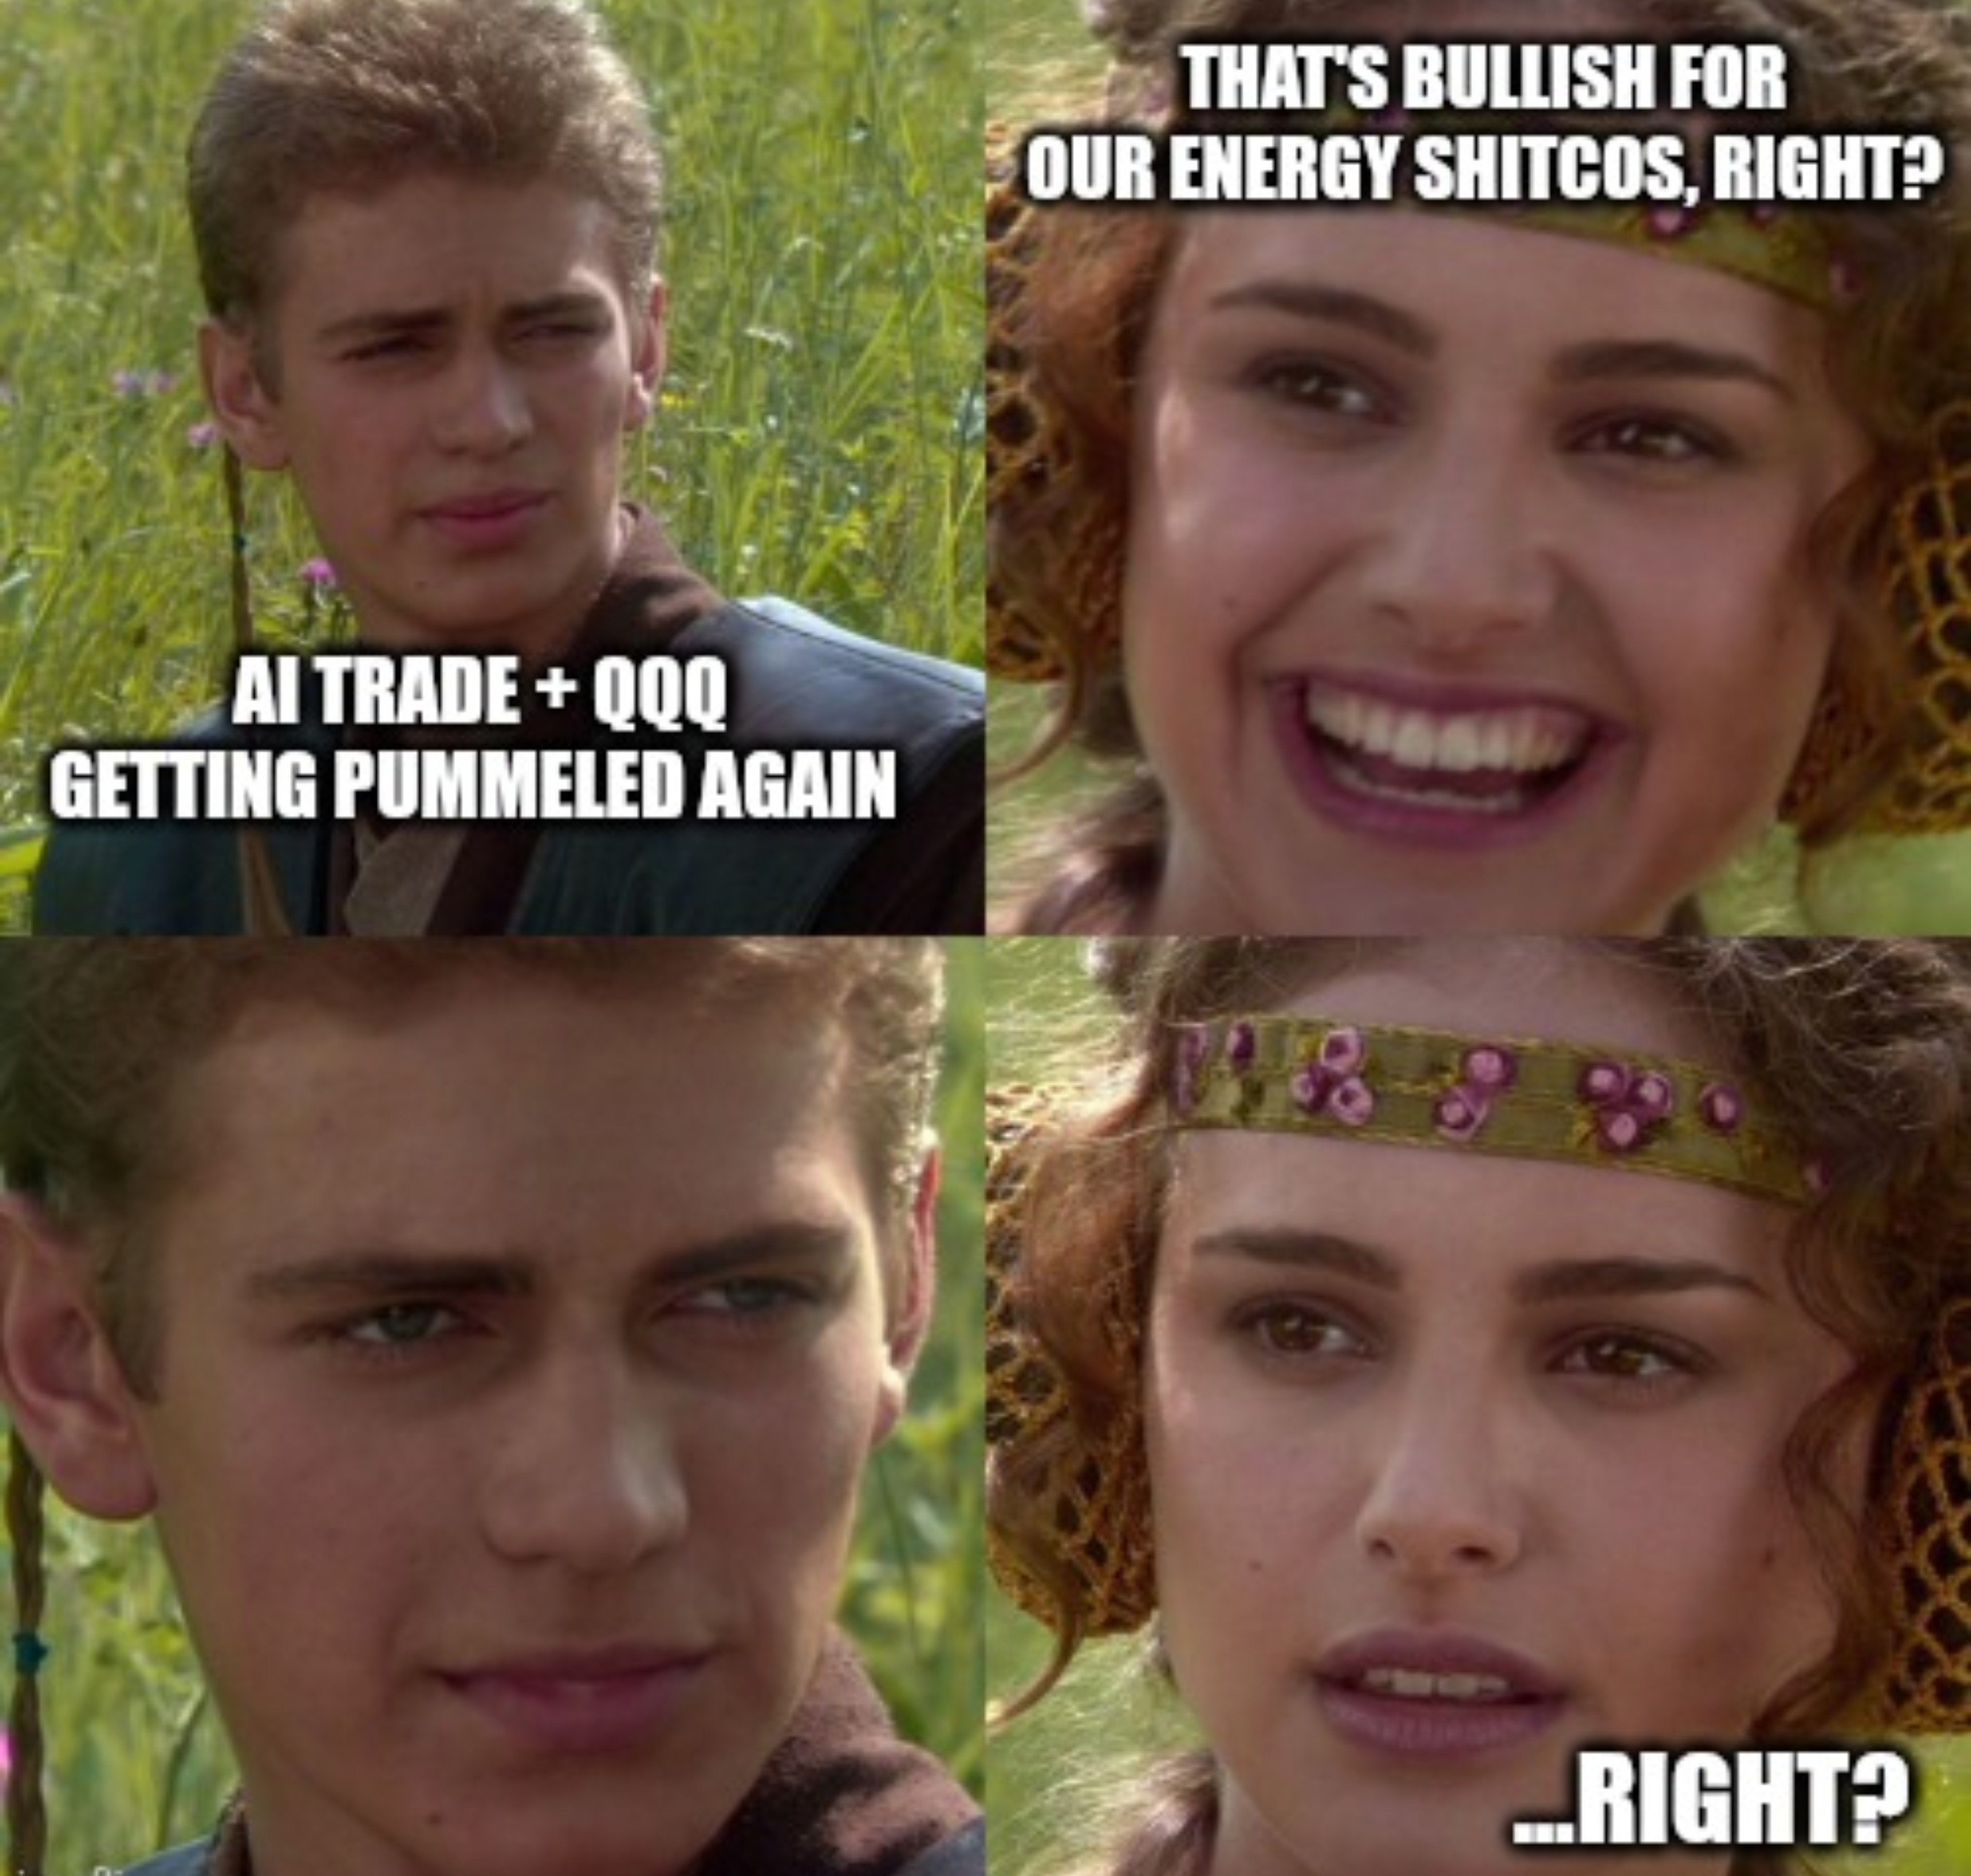 THAT'S BULLISH FOR
OUR ENERGY SHITCOS, RIGHT?
AI TRADE + QQQ
GETTING PUMMELED AGAIN
...RIGHT?